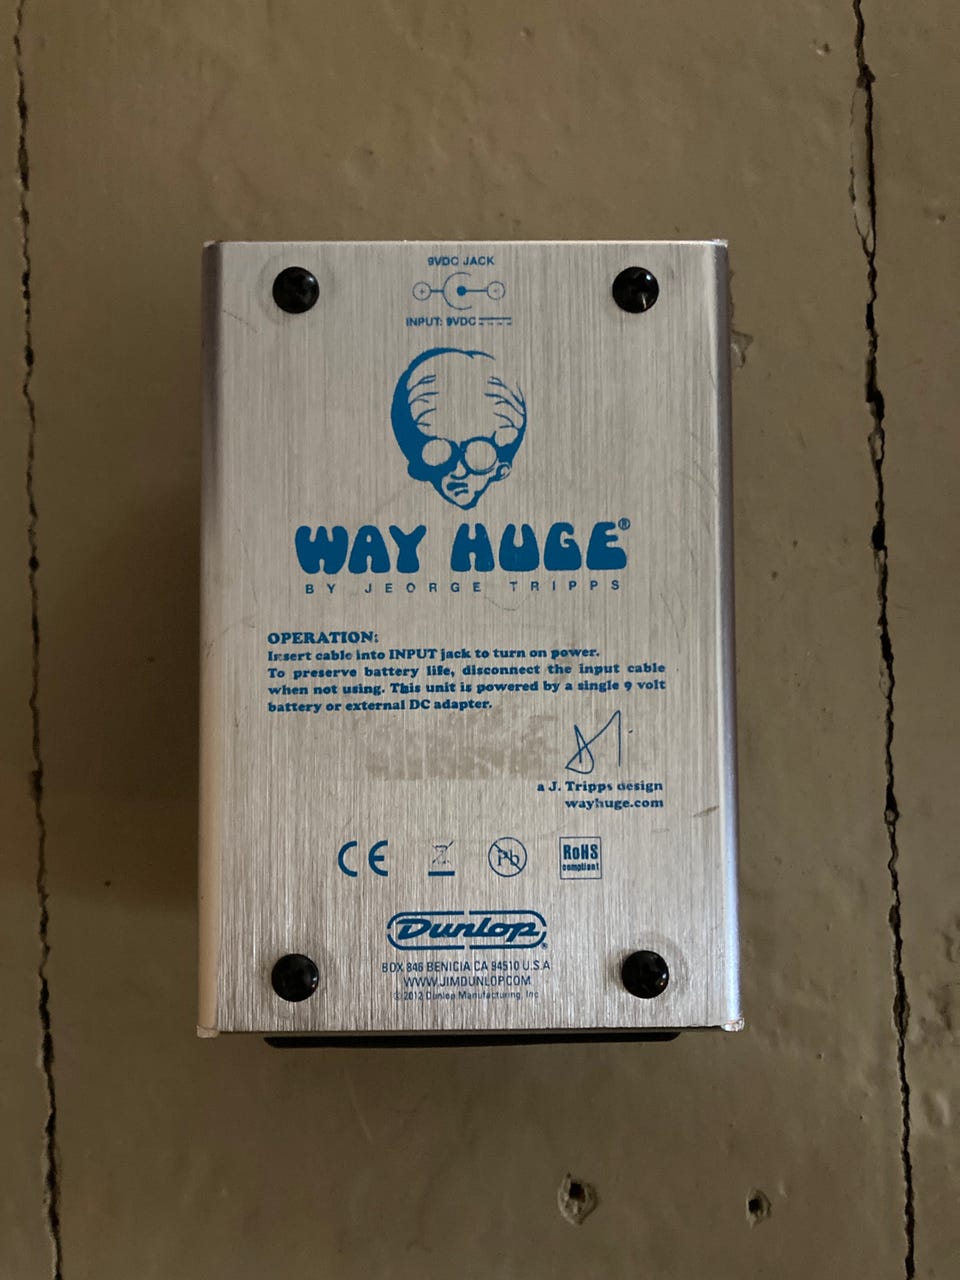 9VDC JACK
+ -
INPUT: 9VDC
WAY HUGE®
BY JEORGE TRIPPS
OPERATION:
Insert cable into INPUT jack to turn on power.
To preserve battery life, disconnect the input cable
when not using. This unit is powered by a single 9 volt
battery or external DC adapter.
a J. Tripps design
wayhuge.com
CE Pb RoHS
compliant
Dunlop®
BOX 846 BENICIA CA 94510 U.S.A
WWW.JIMDUNLOP.COM
©2012 Dunlop Manufacturing, Inc